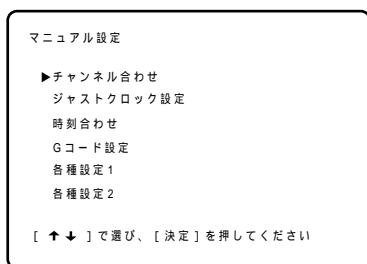 マニュアル設定
▶チャンネル合わせ
ジャストクロック設定
時刻合わせ
Gコード設定
各種設定1
各種設定2
[ ↑↓ ]で選び、[決定]を押してください